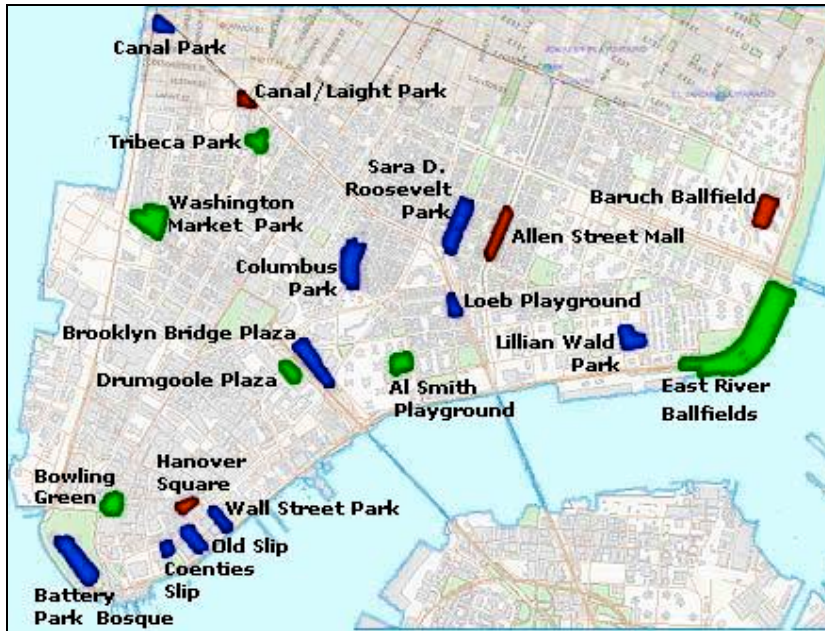 Canal Park
Canal/Laight Park
Tribeca Park
Sara D.
Roosevelt
Park
Baruch Ballfield
Washington
Market Park
Allen Street Mall
Columbus
Park
Loeb Playground
Brooklyn Bridge Plaza
Lillian Wald
Park
Drumgoole Plaza
Al Smith
Playground
East River
Ballfields
Hanover
Square
Bowling
Green
Wall Street Park
Old Slip
Coenties
Slip
Battery
Park Bosque